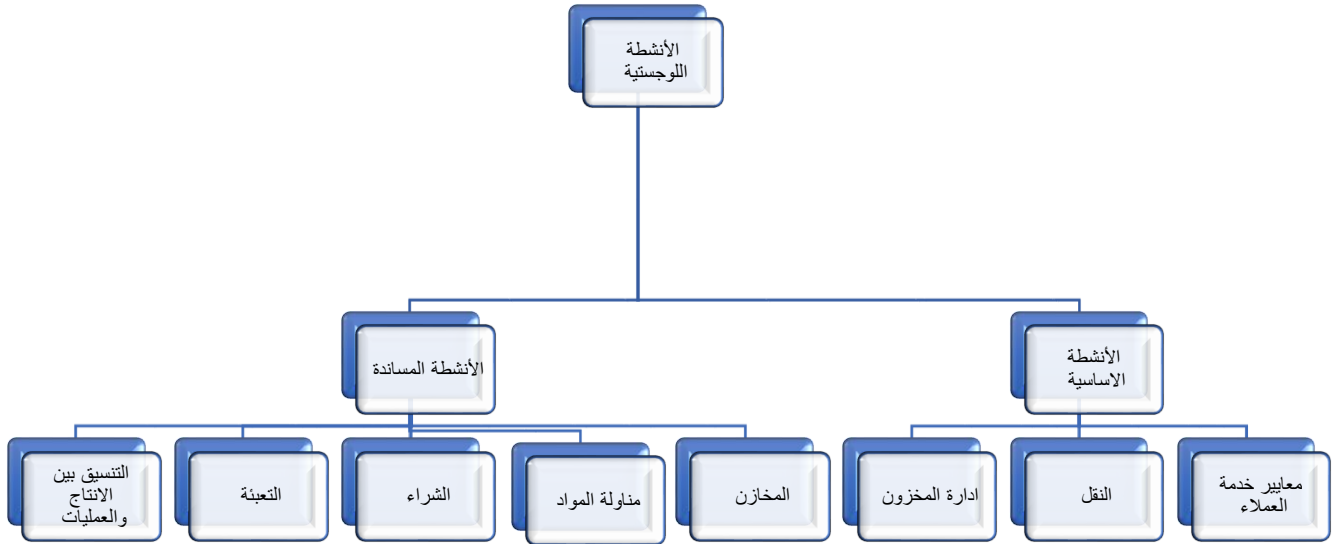 الأنشطة
اللوجستية
الأنشطة
الاساسية
الأنشطة المساندة
معايير خدمة
العملاء
النقل
ادارة المخزون
المخازن
مناولة المواد
الشراء
التعبئة
التنسيق بين
الانتاج
والعمليات